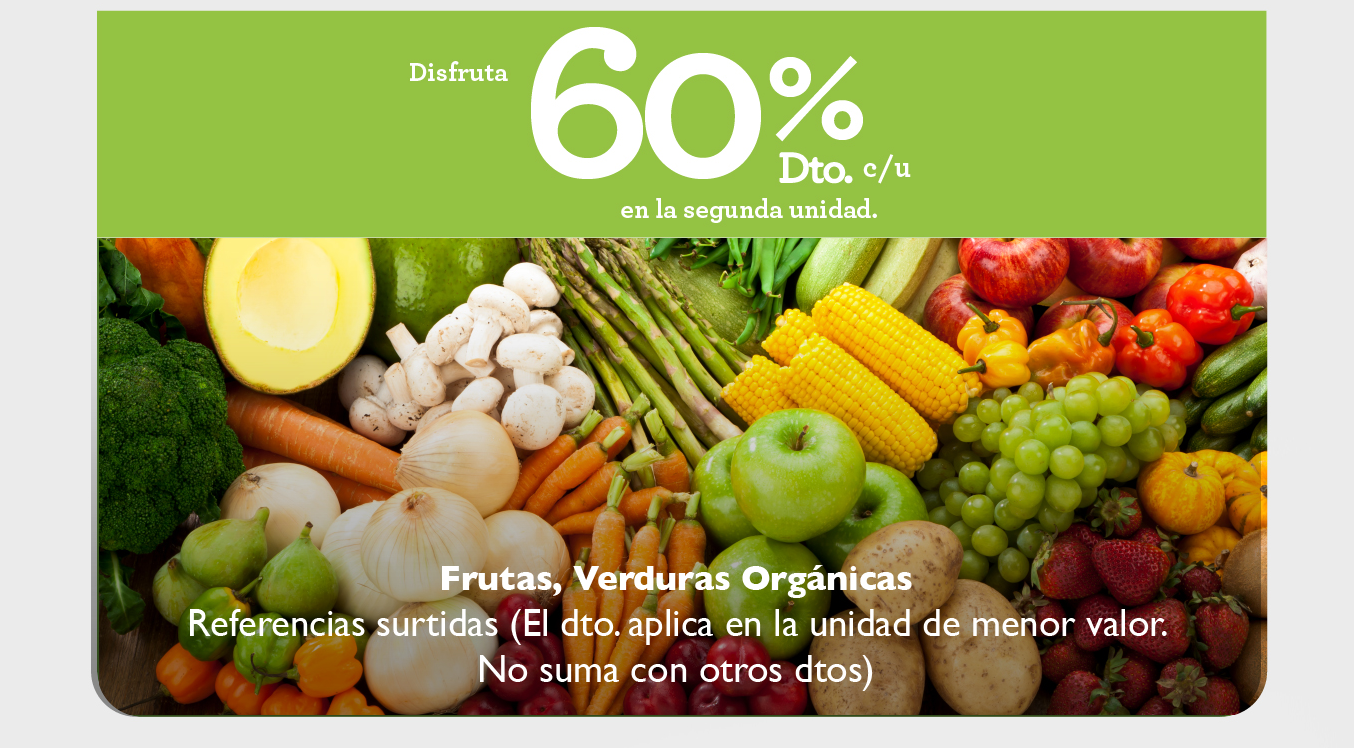 Disfruta
60%
Dto. c/u
en la segunda unidad.
Frutas, Verduras Orgánicas
Referencias surtidas (El dto. aplica en la unidad de menor valor.
No suma con otros dtos)